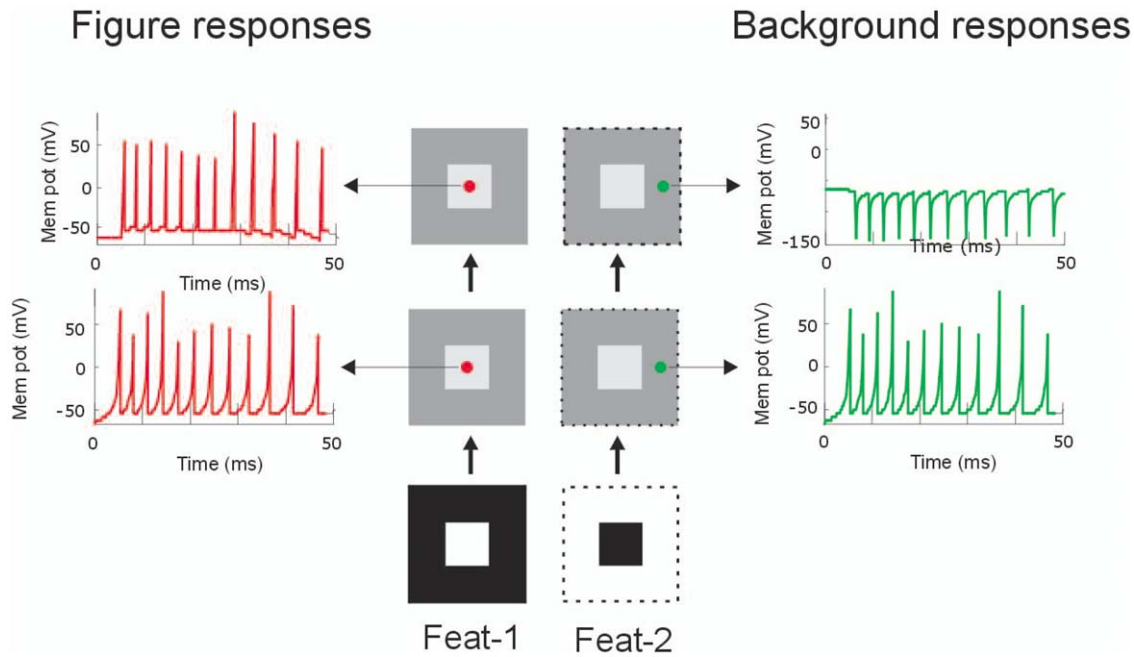 Figure responses
Background responses
Mem pot (mV)
50
0
-50
0
50
Time (ms)
Mem pot (mV)
50
0
-150
Time (ms)
0
50
Mem pot (mV)
50
0
-50
0
50
Time (ms)
Mem pot (mV)
50
0
-50
0
50
Time (ms)
Feat-1
Feat-2